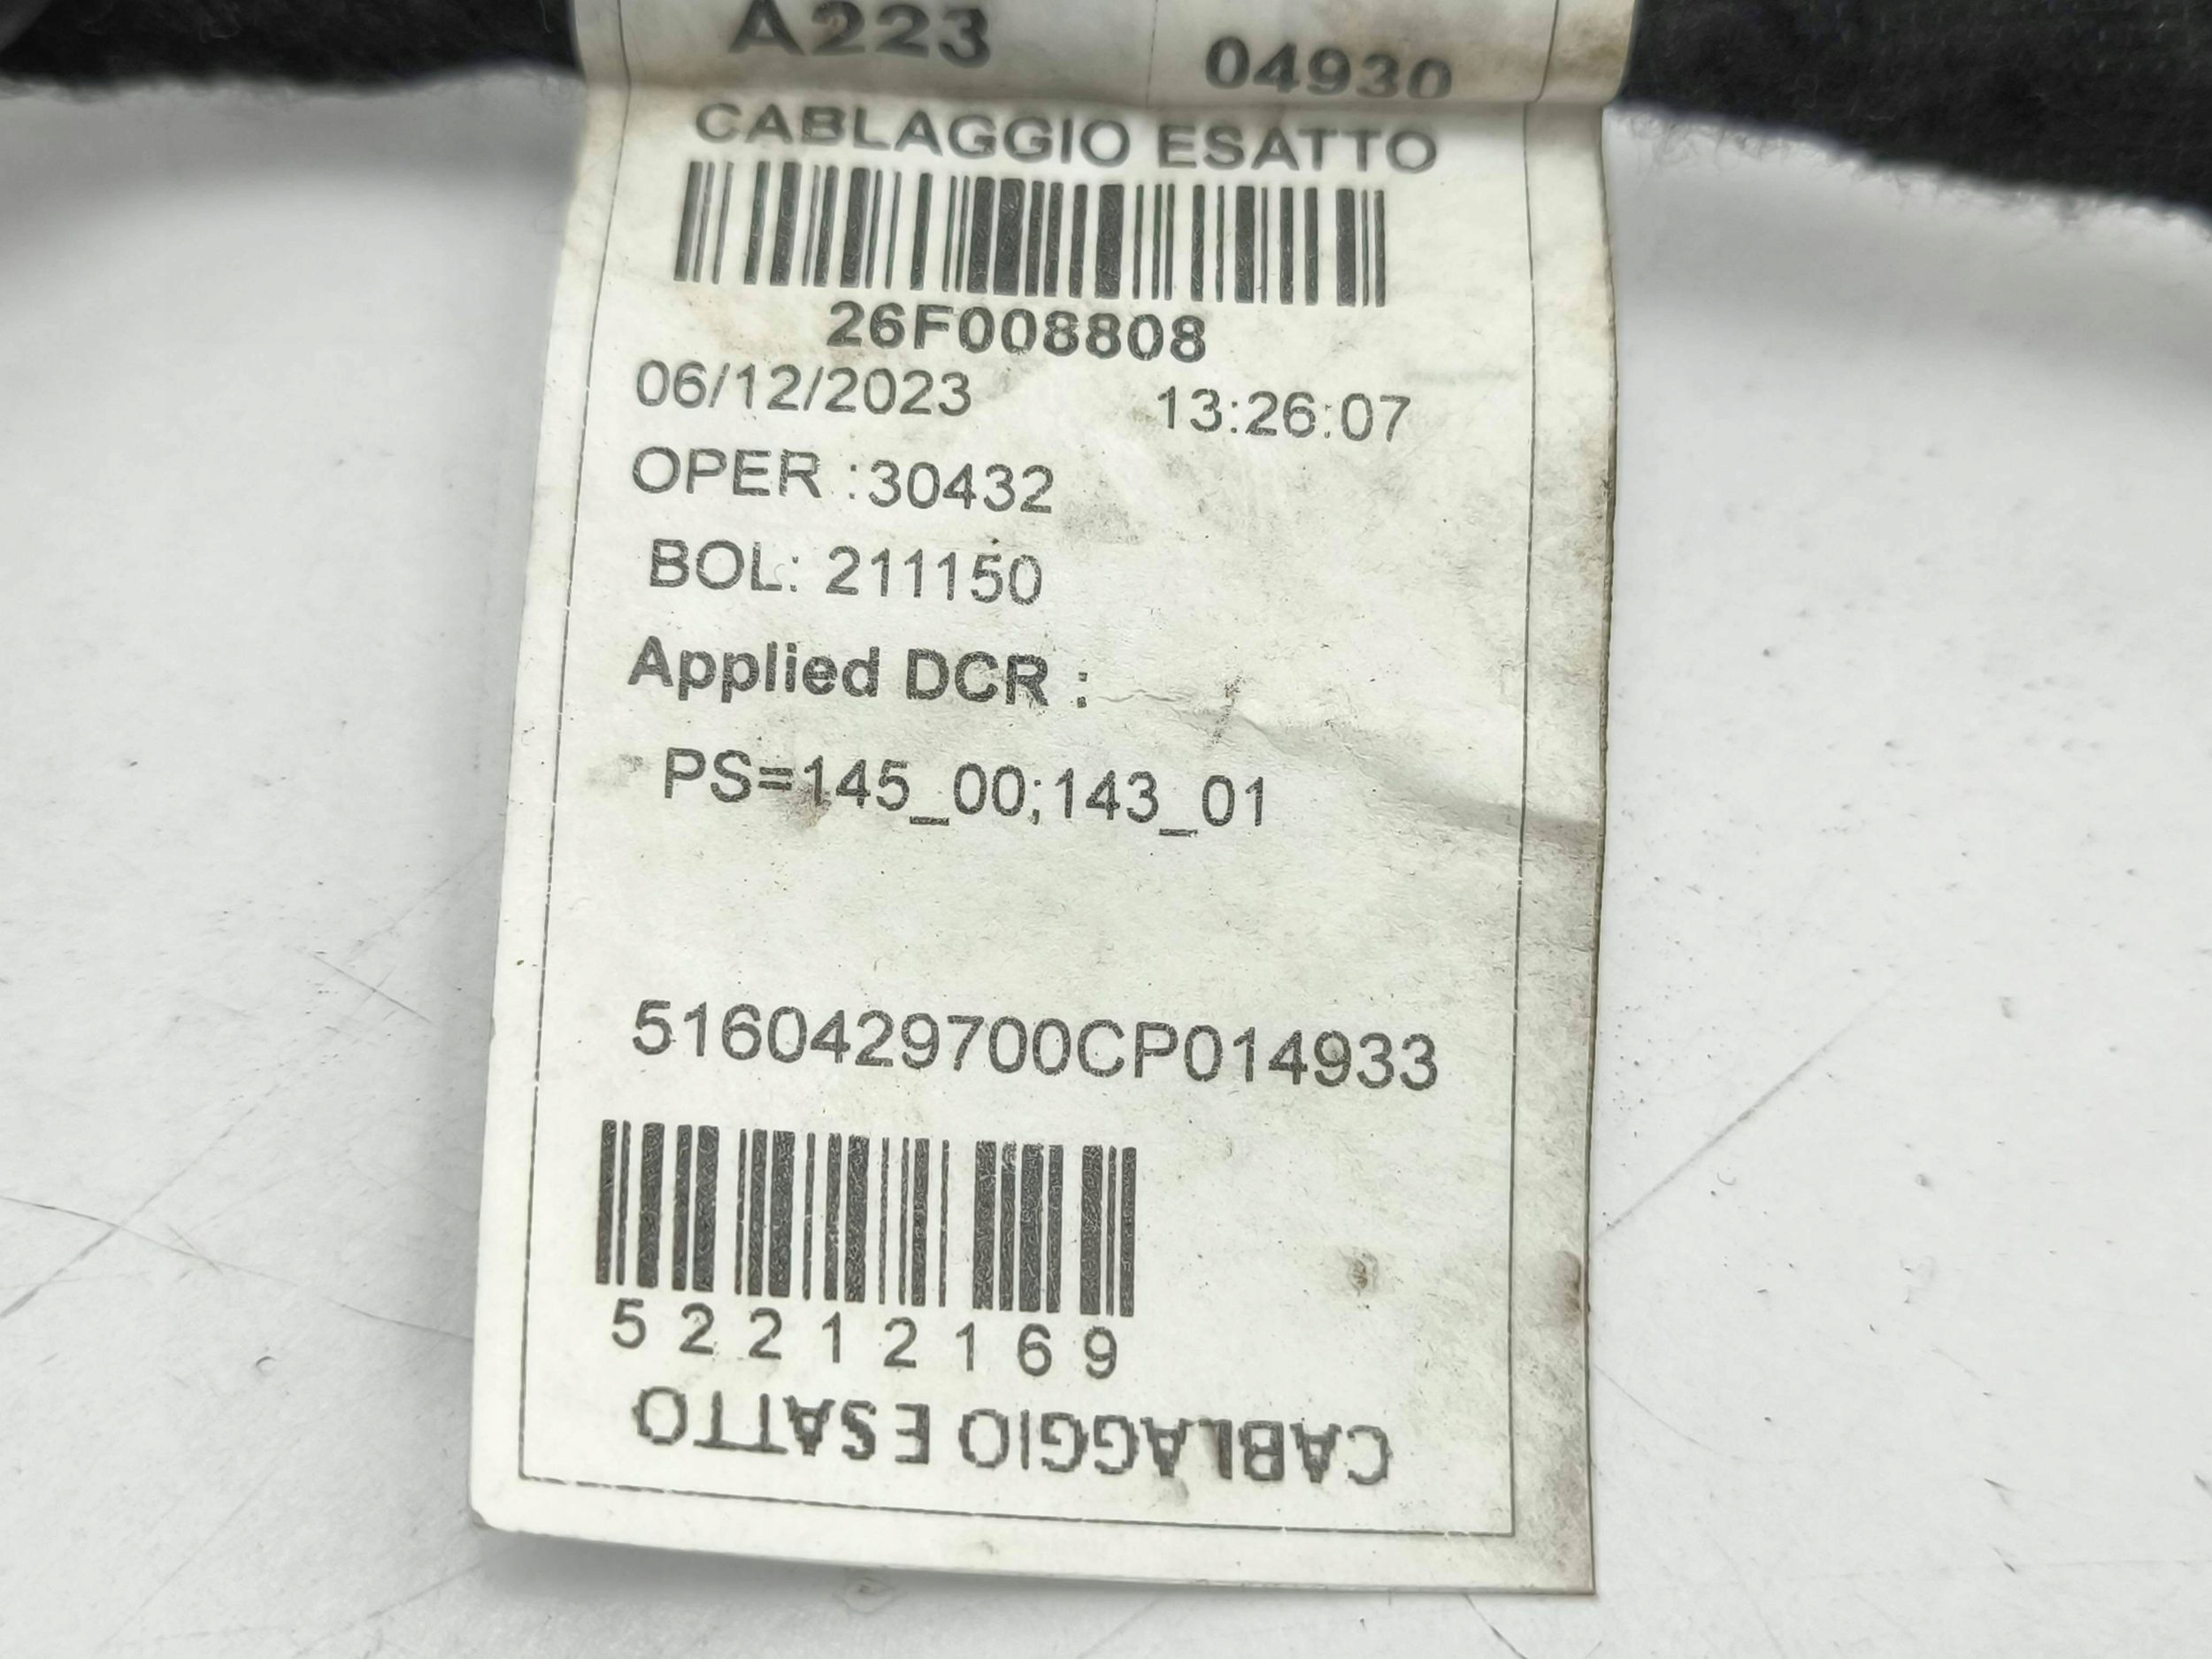 A223 04930
CABLAGGIO ESATTO
26F008808
06/12/2023 13:26:07
OPER :30432
BOL: 211150
Applied DCR :
PS=145_00;143_01
5160429700CP014933
52212169
CABLAGGIO ESATTO